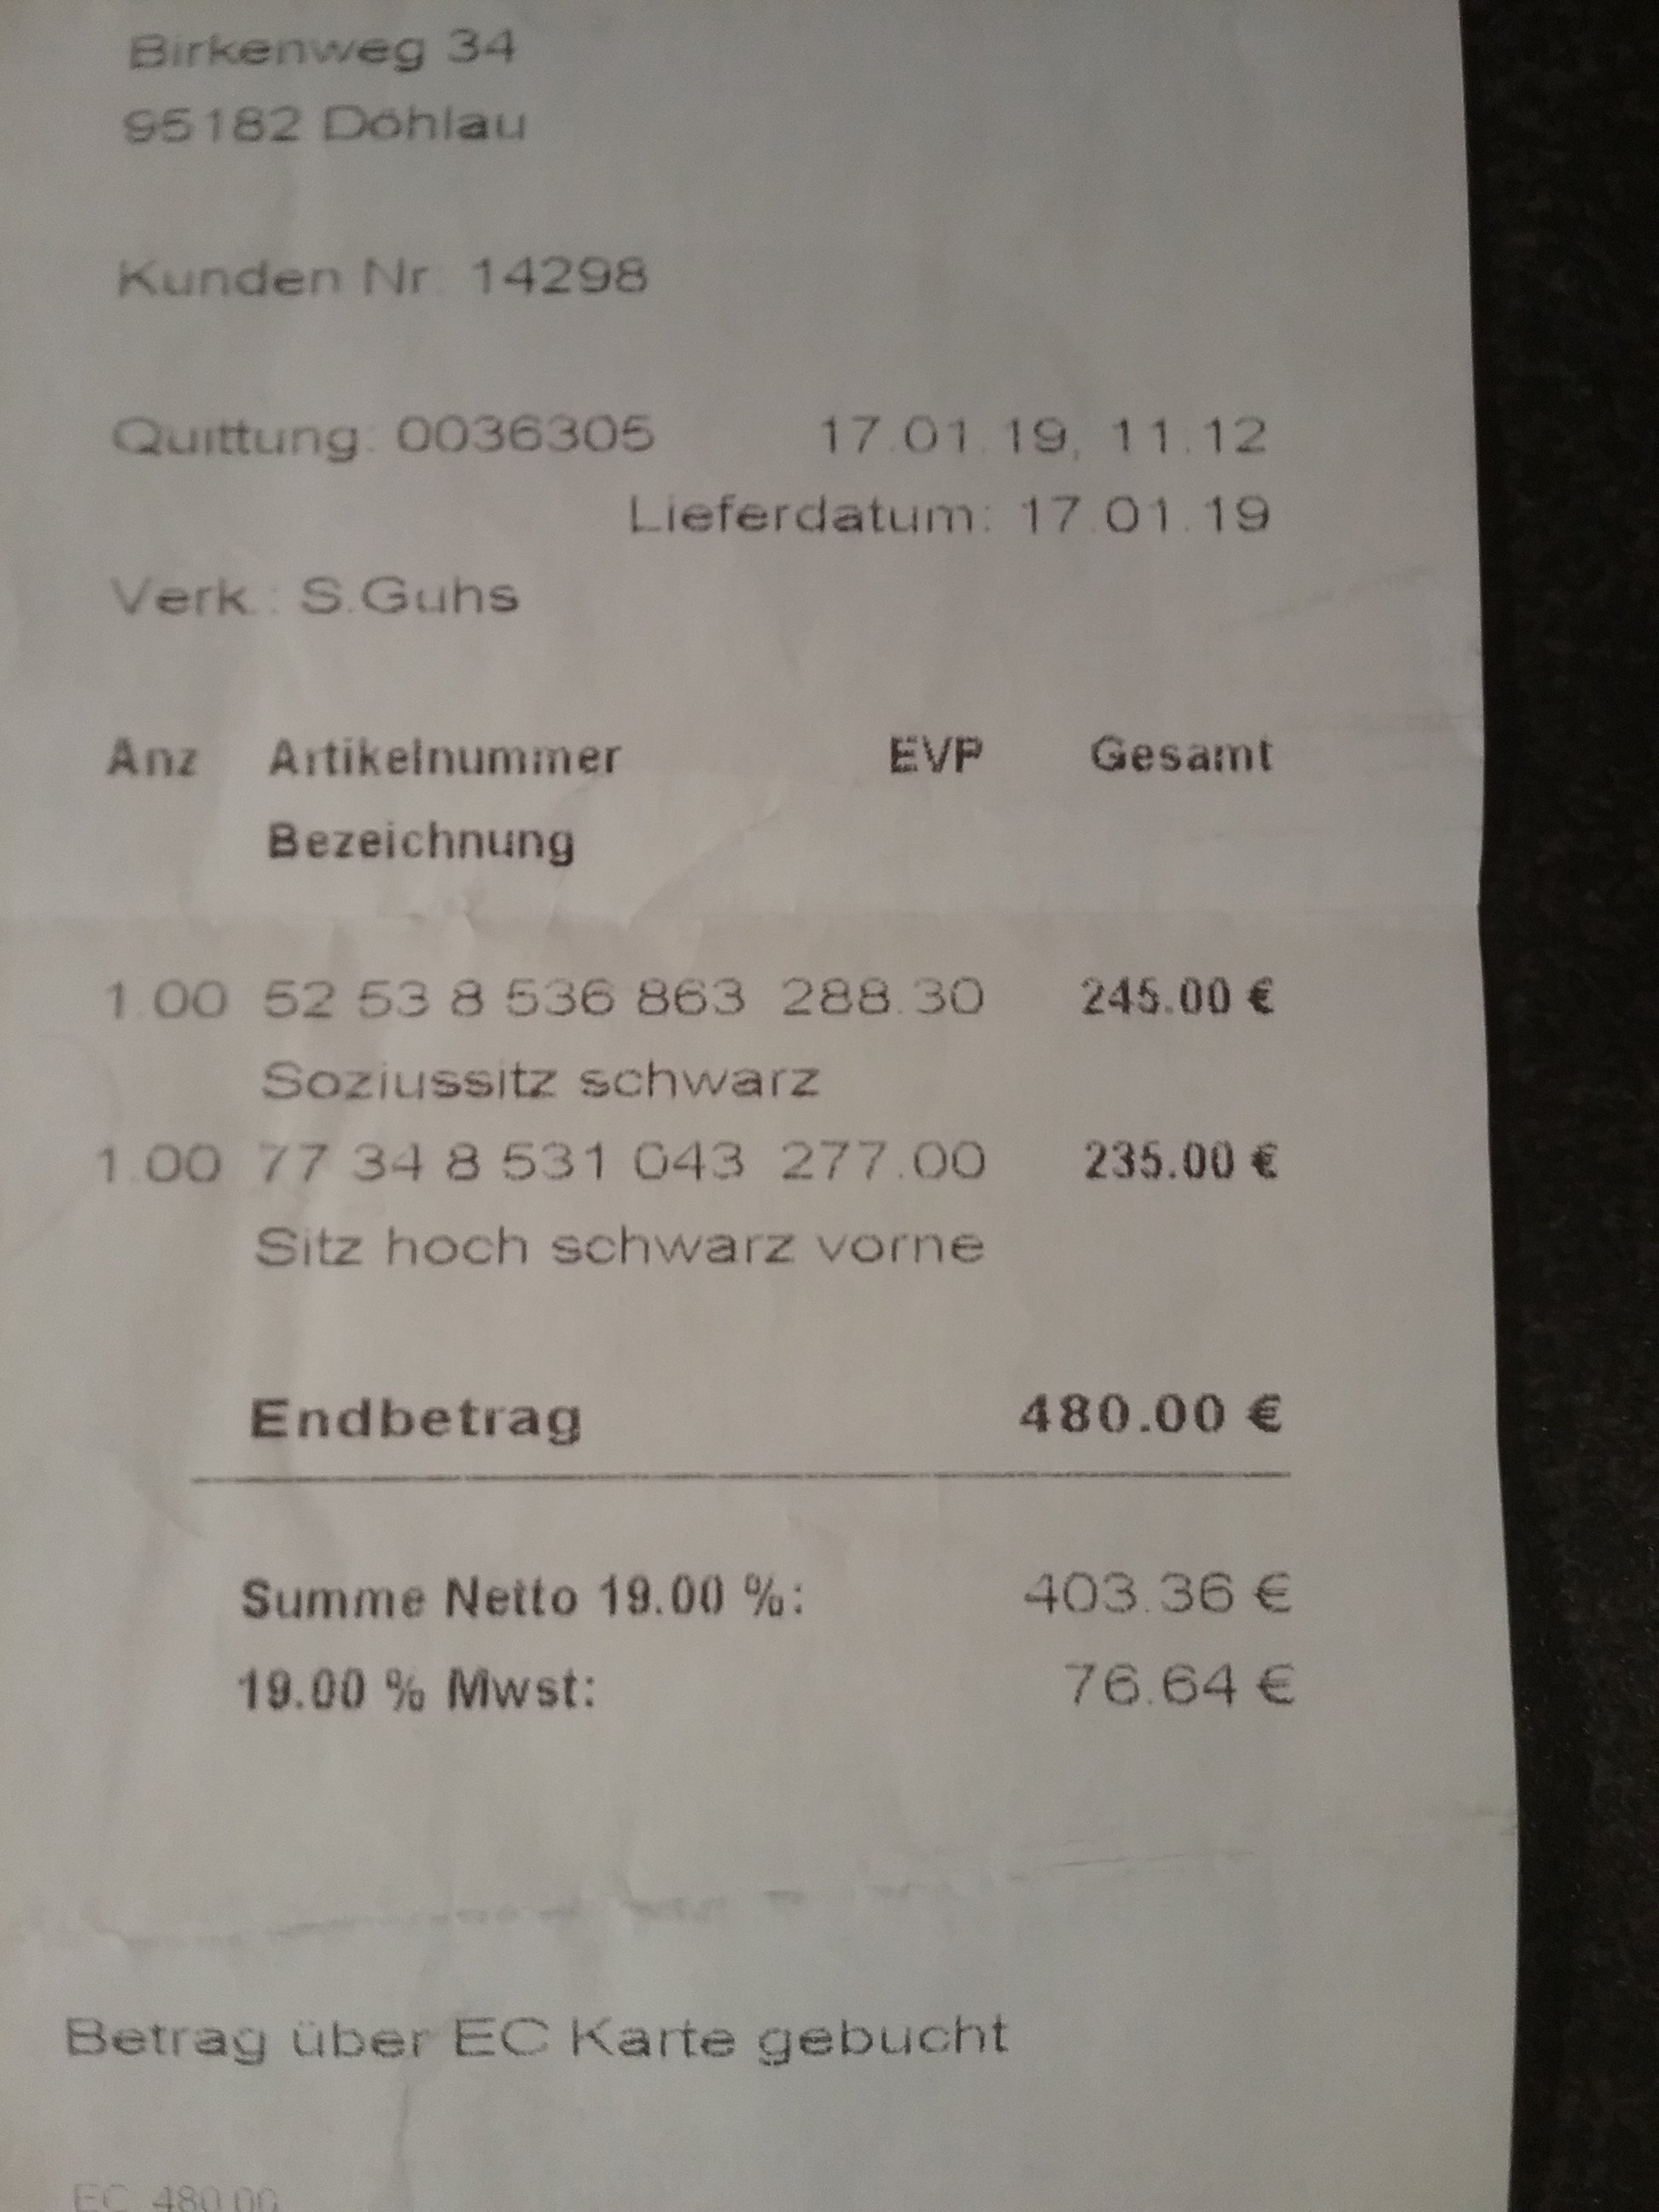 Birkenweg 34
95182 Döhlau
Kunden Nr. 14298
Quittung: 0036305 17.01.19, 11.12
Lieferdatum: 17.01.19
Verk.: S.Guhs
Anz Artikelnummer EVP Gesamt
Bezeichnung
1.00 52 53 8 536 863 288.30 245.00 €
Soziussitz schwarz
1.00 77 34 8 531 043 277.00 235.00 €
Sitz hoch schwarz vorne
Endbetrag 480.00 €
Summe Netto 19.00 %: 403.36 €
19.00 % Mwst: 76.64 €
Betrag über EC Karte gebucht
EC 480.00